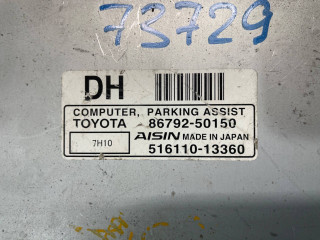 73729
DH
COMPUTER, PARKING ASSIST
TOYOTA 86792-50150
7H10 AISIN MADE IN JAPAN
516110-13360